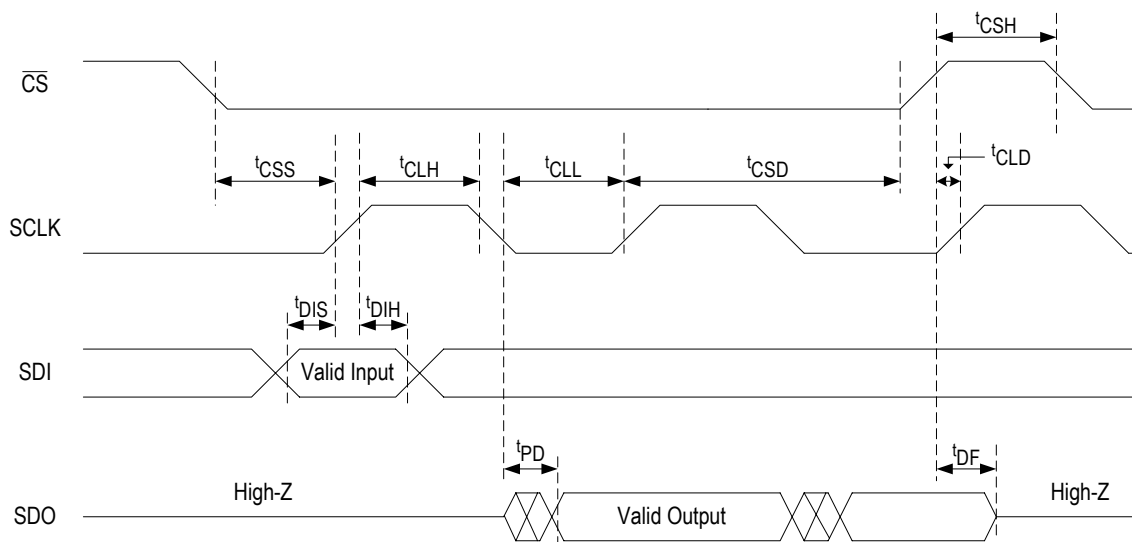 tCSH
CS
tCLD
tCSS
tCLH
tCLL
tCSD
SCLK
tDIS
tDIH
SDI
Valid Input
tPD
tDF
High-Z
High-Z
SDO
Valid Output